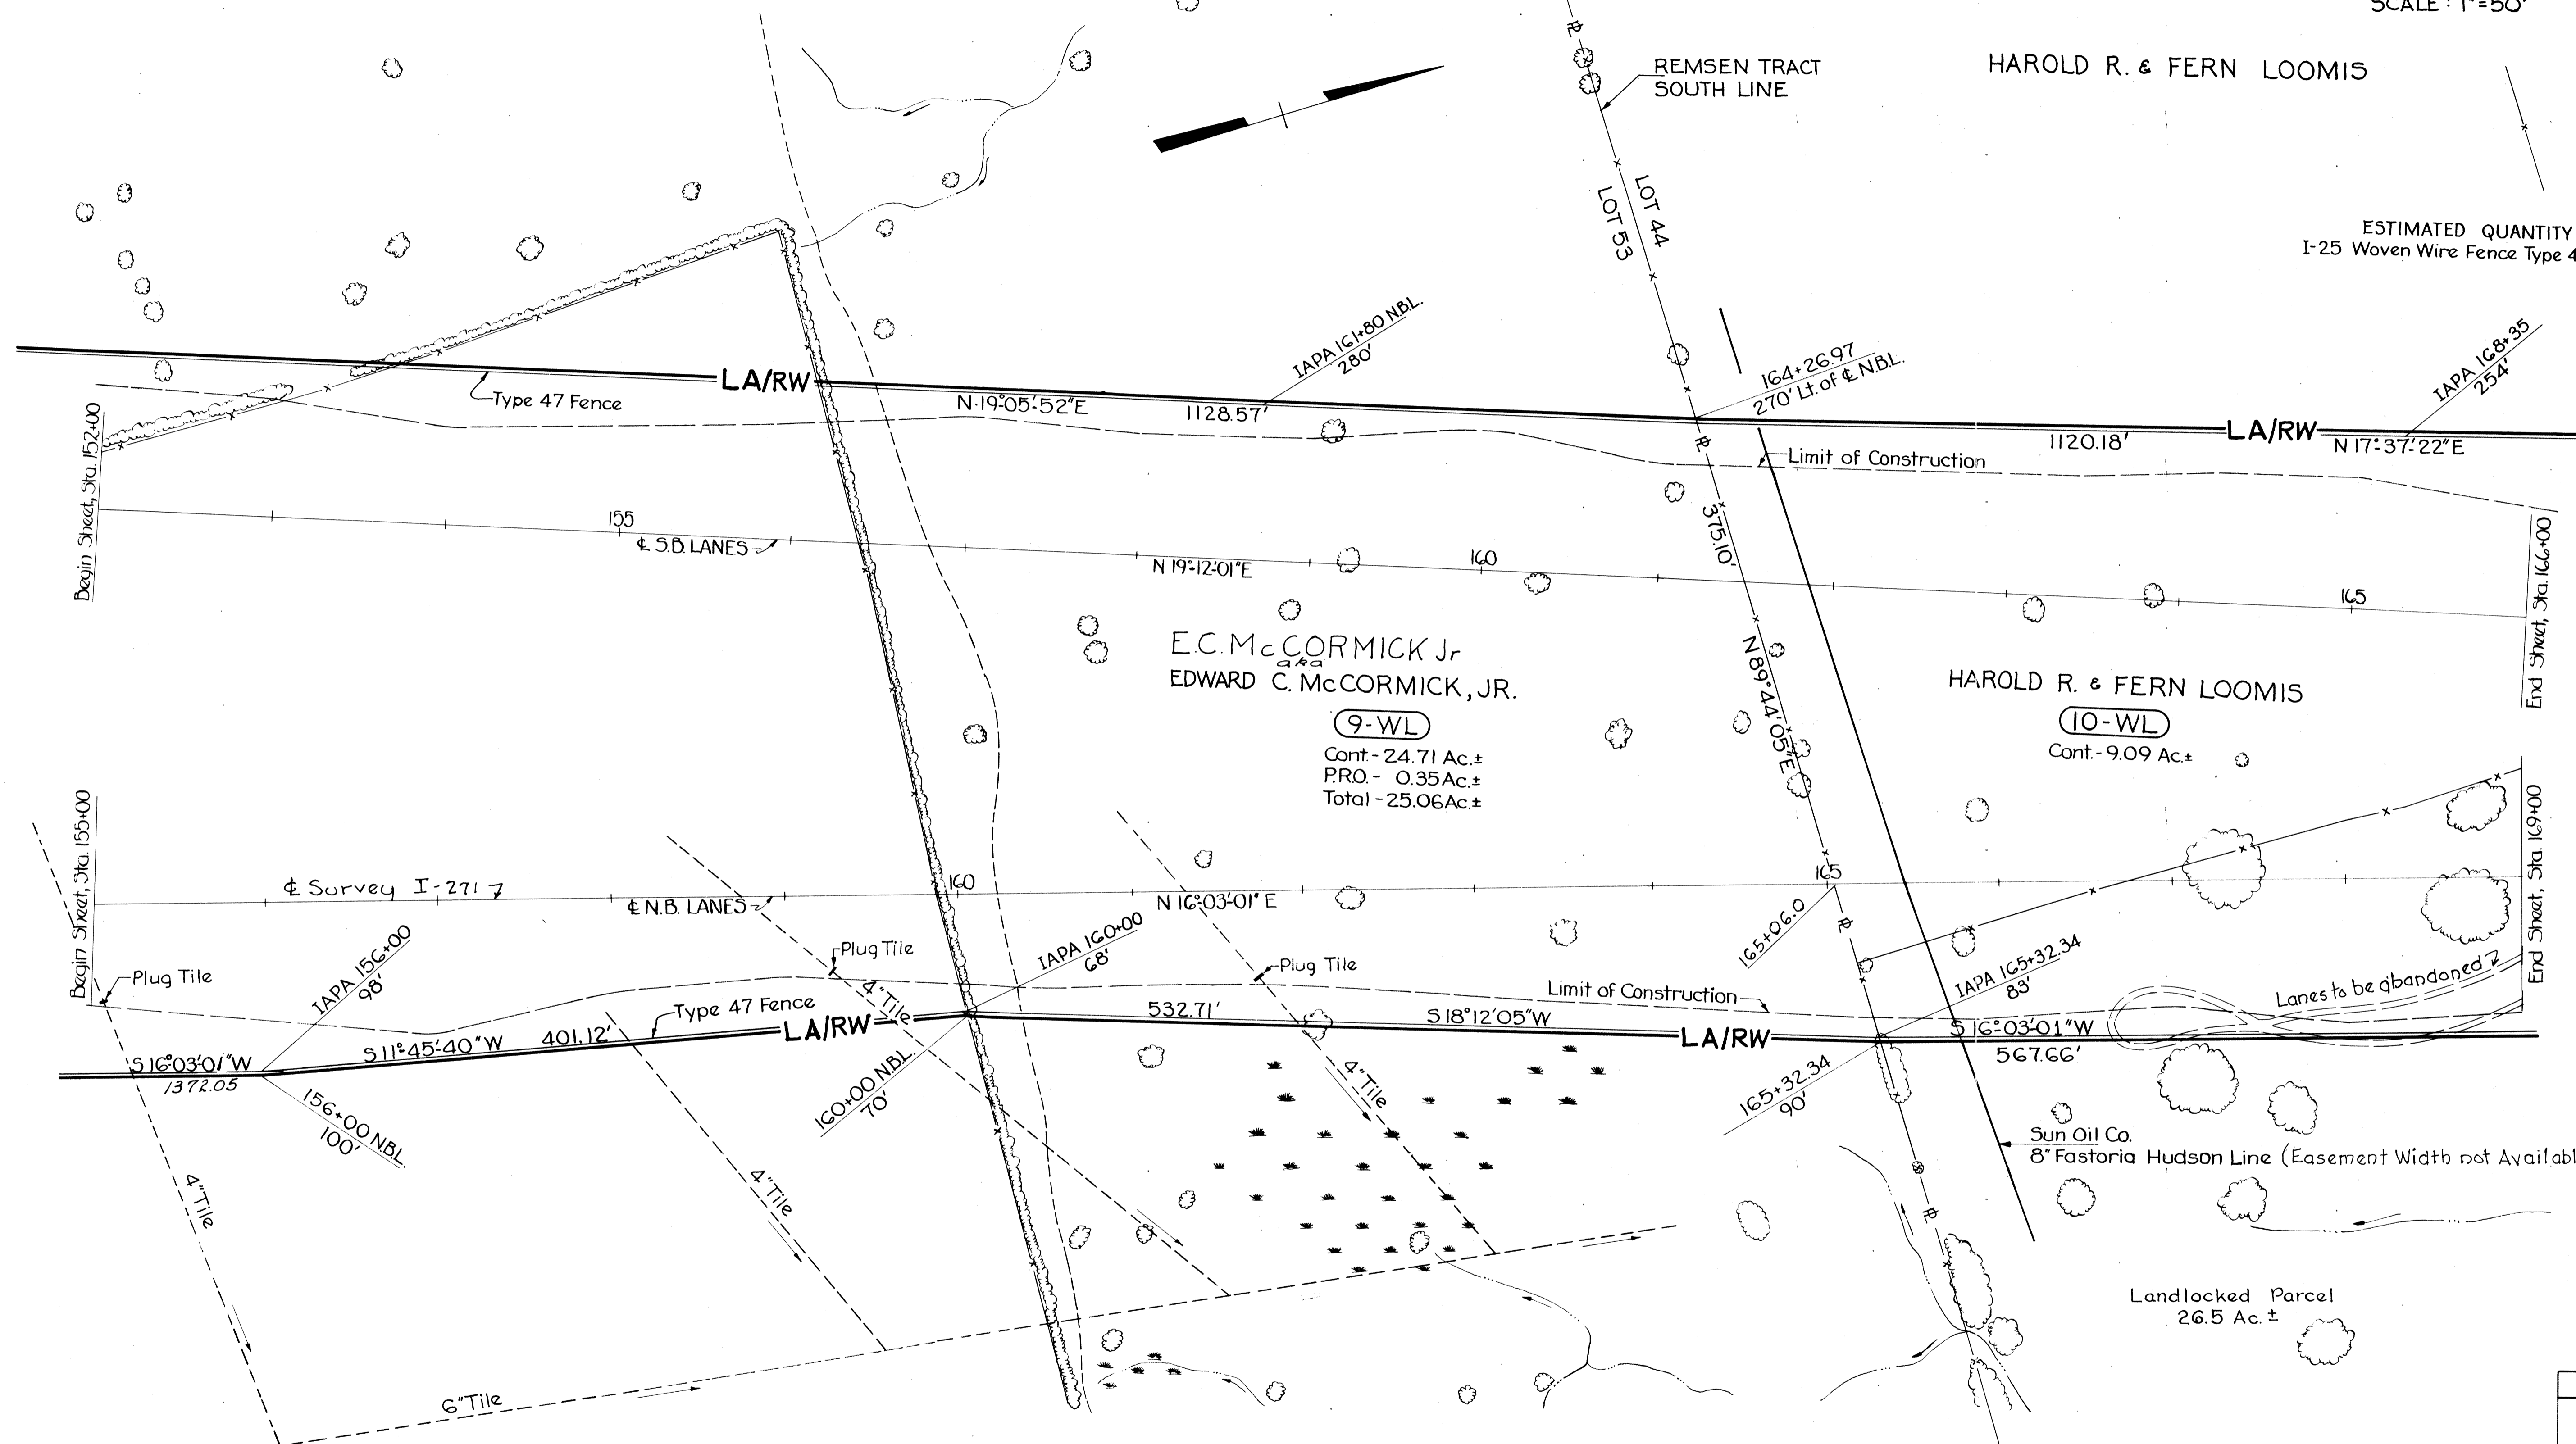 SCALE : 1"=50'
HAROLD R. & FERN LOOMIS
REMSEN TRACT
SOUTH LINE
LOT 44
LOT 53
ESTIMATED QUANTITY
I-25 Woven Wire Fence Type 4
IAPA 161+80 N.B.L.
280'
164+26.97
270' Lt. of ℄ N.B.L.
IAPA 168+35
254'
LA/RW
Type 47 Fence
N 19°05'52"E
1128.57'
1120.18'
LA/RW
N 17°37'22"E
Limit of Construction
Begin Sheet, Sta. 152+00
155
℄ S.B. LANES
N 19°12'01"E
160
375.10'
165
End Sheet, Sta. 166+00
E.C. McCORMICK Jr
aka
EDWARD C. McCORMICK, JR.
9-WL
Cont.- 24.71 Ac.±
P.R.O.- 0.35 Ac.±
Total - 25.06 Ac.±
N 89°44'05"E
HAROLD R. & FERN LOOMIS
10-WL
Cont.- 9.09 Ac.±
Begin Sheet, Sta. 155+00
℄ Survey I-271
℄ N.B. LANES
160
N 16°03'01" E
165
End Sheet, Sta. 169+00
Plug Tile
IAPA 156+00
98'
Plug Tile
4" Tile
IAPA 160+00
68'
Plug Tile
165+06.0
IAPA 165+32.34
83'
Lanes to be abandoned
Limit of Construction
Type 47 Fence
LA/RW
532.71'
S 18°12'05"W
LA/RW
S 16°03'01"W
567.66'
S 16°03'01"W
1372.05
S 11°45'40"W 401.12'
156+00 N.B.L.
100'
160+00 N.B.L.
70'
4" Tile
165+32.34
90'
Sun Oil Co.
8" Fastoria Hudson Line (Easement Width not Availabl
4" Tile
4" Tile
Landlocked Parcel
26.5 Ac.±
6" Tile